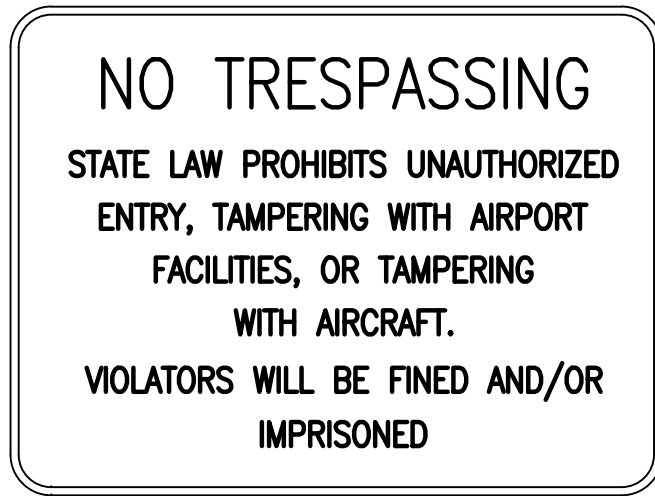 NO TRESPASSING
STATE LAW PROHIBITS UNAUTHORIZED
ENTRY, TAMPERING WITH AIRPORT
FACILITIES, OR TAMPERING
WITH AIRCRAFT.
VIOLATORS WILL BE FINED AND/OR
IMPRISONED